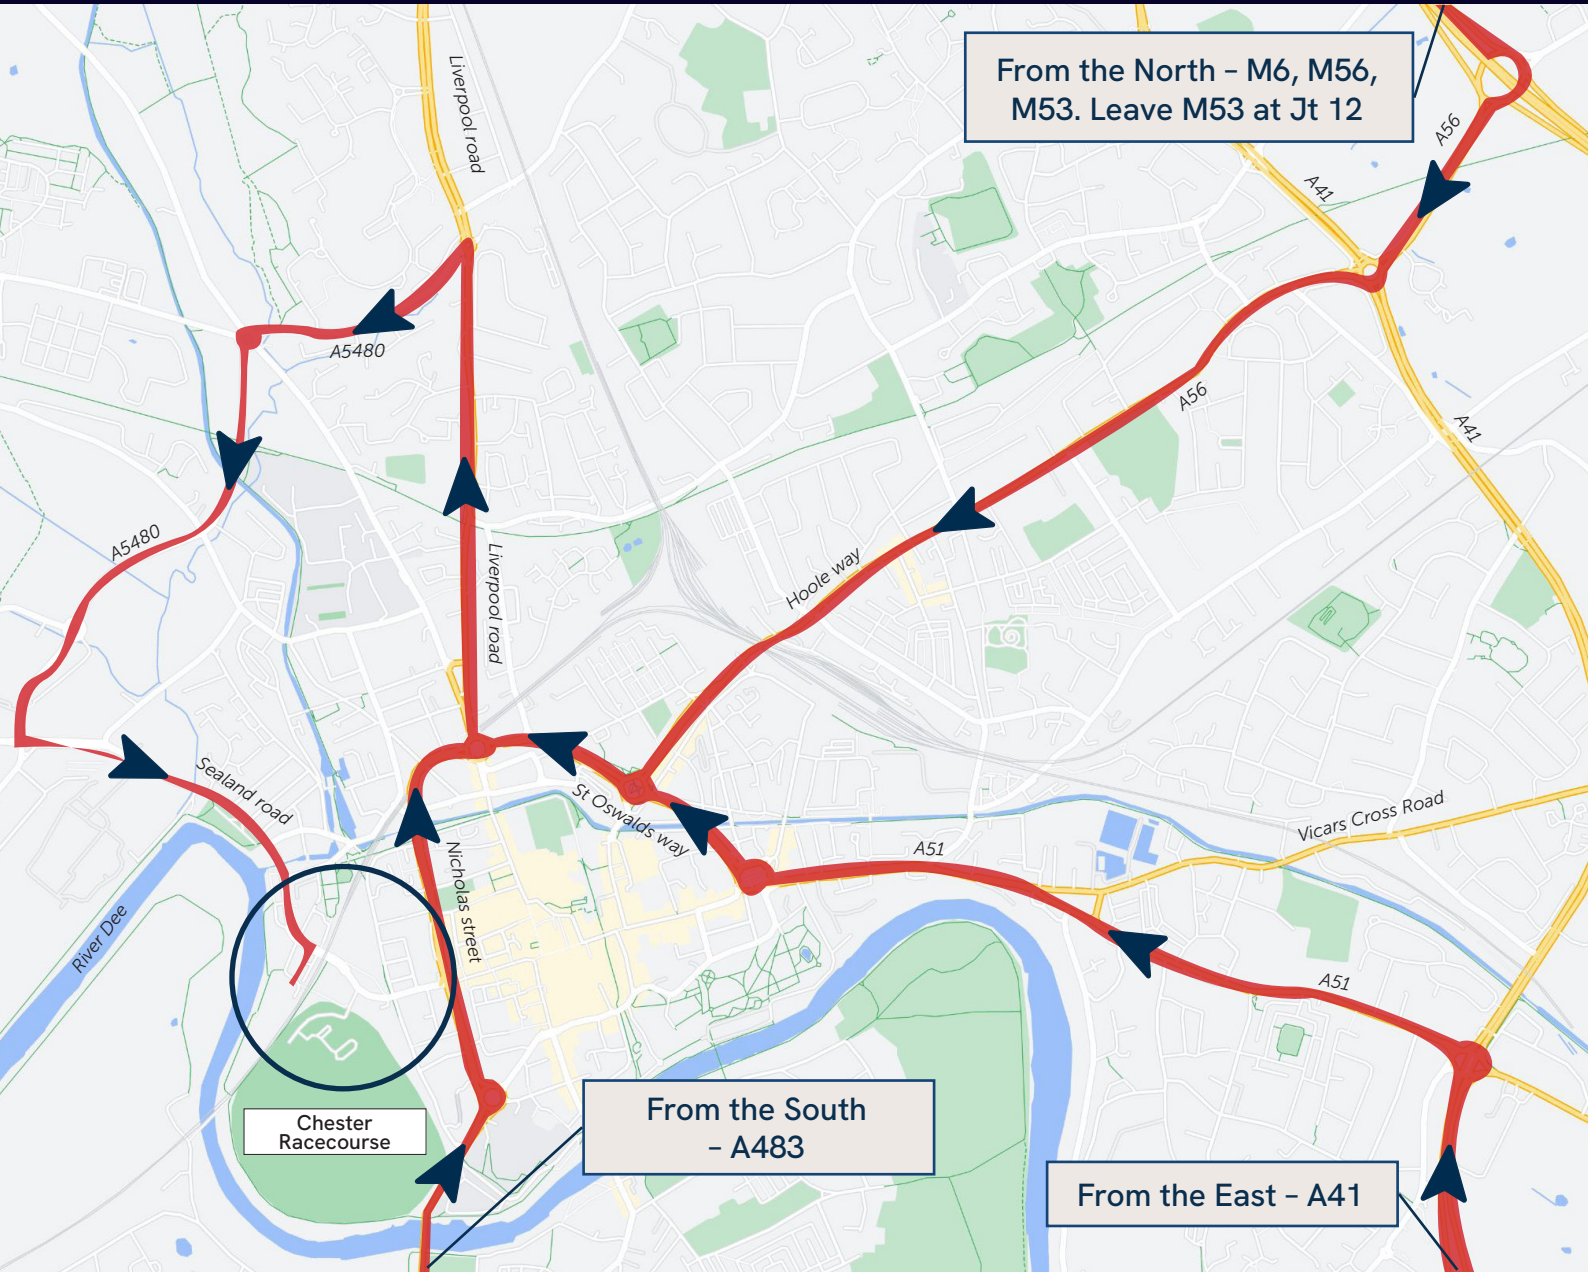 From the North – M6, M56,
M53. Leave M53 at Jt 12
Liverpool road
A56
A41
A5480
A56
A41
A5480
Liverpool road
Hoole way
Sealand road
St Oswalds way
Vicars Cross Road
A51
Nicholas street
River Dee
A51
From the South
– A483
Chester
Racecourse
From the East – A41